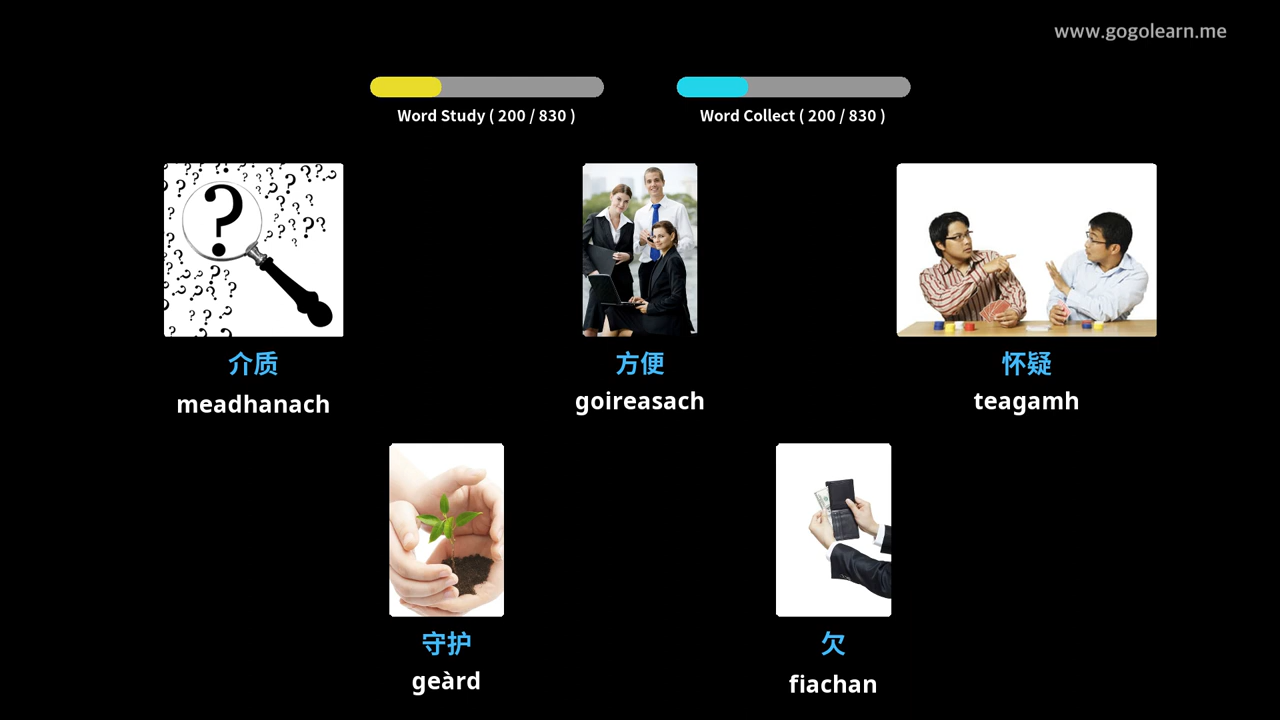 www.gogolearn.me
Word Study ( 200 / 830 )
Word Collect ( 200 / 830 )
介质
meadhanach
方便
goireasach
怀疑
teagamh
守护
geàrd
欠
fiachan